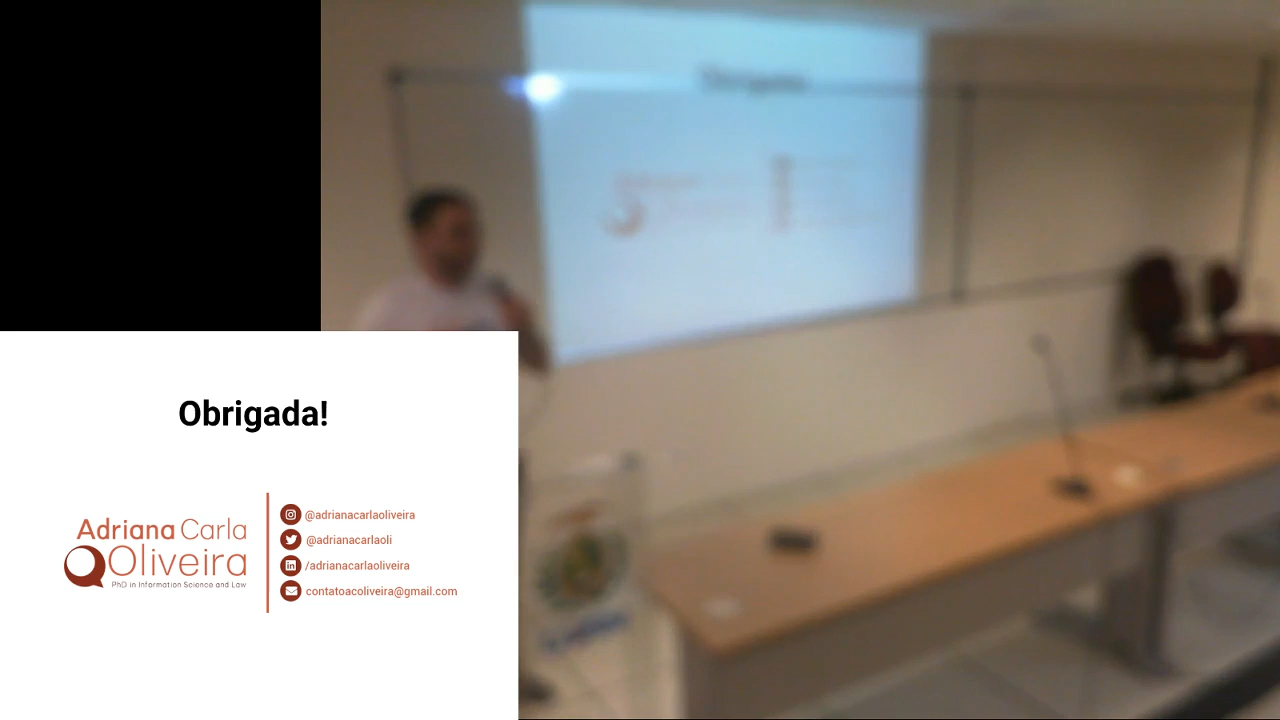 Obrigada!
Adriana Carla
Oliveira
PhD in Information Science and Law
@adrianacarlaoliveira
@adrianacarlaoli
/adrianacarlaoliveira
contatoacoliveira@gmail.com